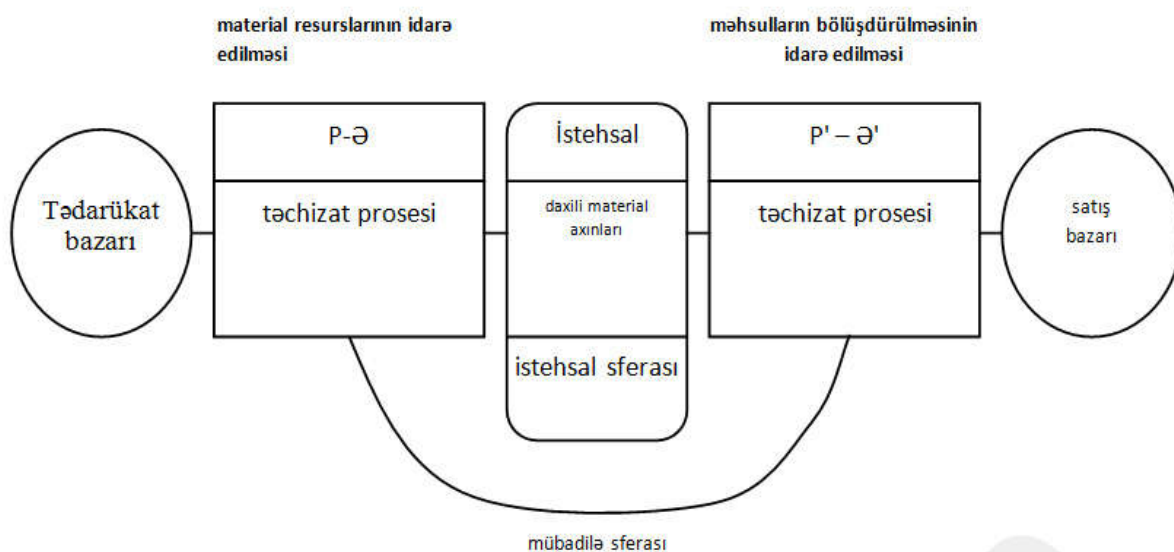 material resurslarının idarə
edilməsi
məhsulların bölüşdürülməsinin
idarə edilməsi
P-Ə
İstehsal
P' – Ə'
Tədarükat
bazarı
təchizat prosesi
daxili material
axınları
təchizat prosesi
satış
bazarı
istehsal sferası
mübadilə sferası